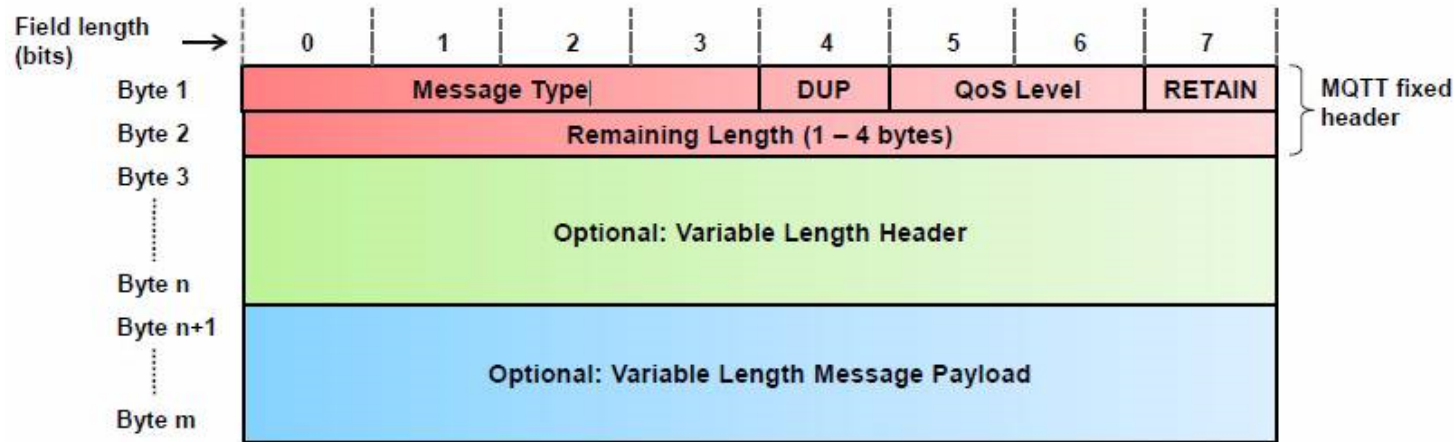 Field length
(bits)
0 1 2 3 4 5 6 7
Byte 1
Message Type
DUP
QoS Level
RETAIN
MQTT fixed
header
Byte 2
Remaining Length (1 – 4 bytes)
Byte 3
Optional: Variable Length Header
Byte n
Byte n+1
Optional: Variable Length Message Payload
Byte m